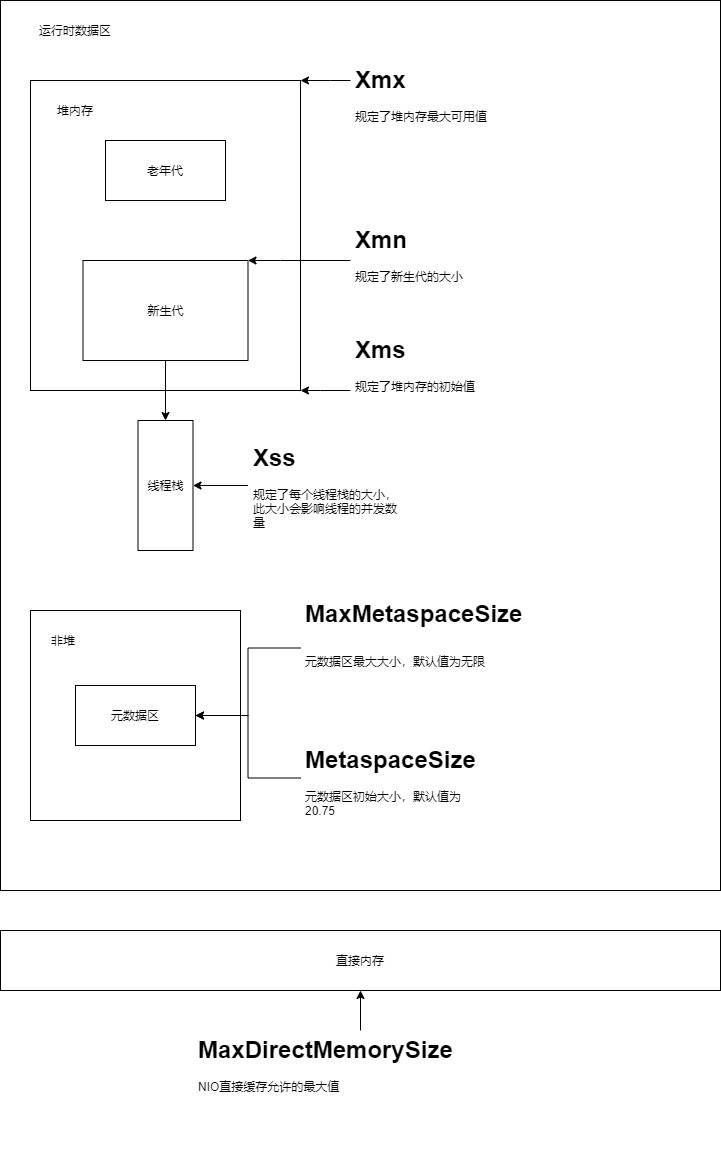 运行时数据区
Xmx
堆内存
规定了堆内存最大可用值
老年代
Xmn
规定了新生代的大小
新生代
Xms
规定了堆内存的初始值
Xss
线程栈
规定了每个线程栈的大小，
此大小会影响线程的并发数
量
MaxMetaspaceSize
非堆
元数据区最大大小，默认值为无限
元数据区
MetaspaceSize
元数据区初始大小，默认值为
20.75
直接内存
MaxDirectMemorySize
NIO直接缓存允许的最大值